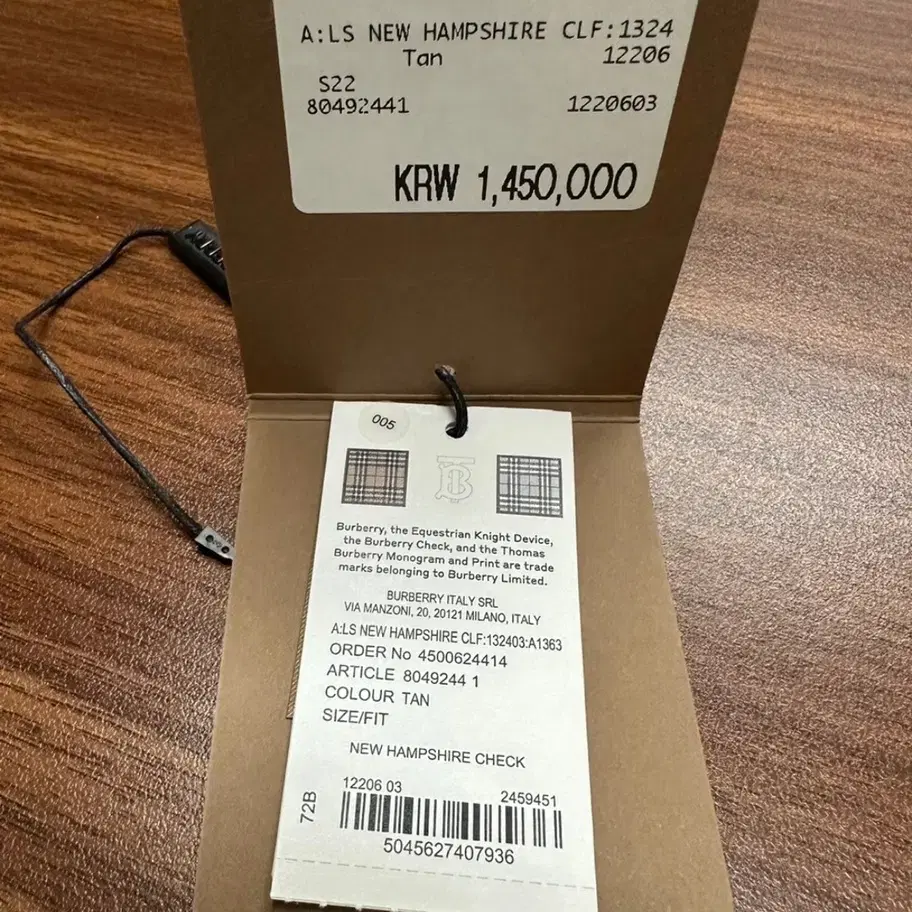 A:LS NEW HAMPSHIRE CLF:1324
Tan 12206
S22
80492441 1220603
KRW 1,450,000
005
Burberry, the Equestrian Knight Device,
the Burberry Check, and the Thomas
Burberry Monogram and Print are trade
marks belonging to Burberry Limited.
BURBERRY ITALY SRL
VIA MANZONI, 20, 20121 MILANO, ITALY
A:LS NEW HAMPSHIRE CLF:132403:A1363
ORDER No 4500624414
ARTICLE 8049244 1
COLOUR TAN
SIZE/FIT
NEW HAMPSHIRE CHECK
12206 03 2459451
72B
5045627407936